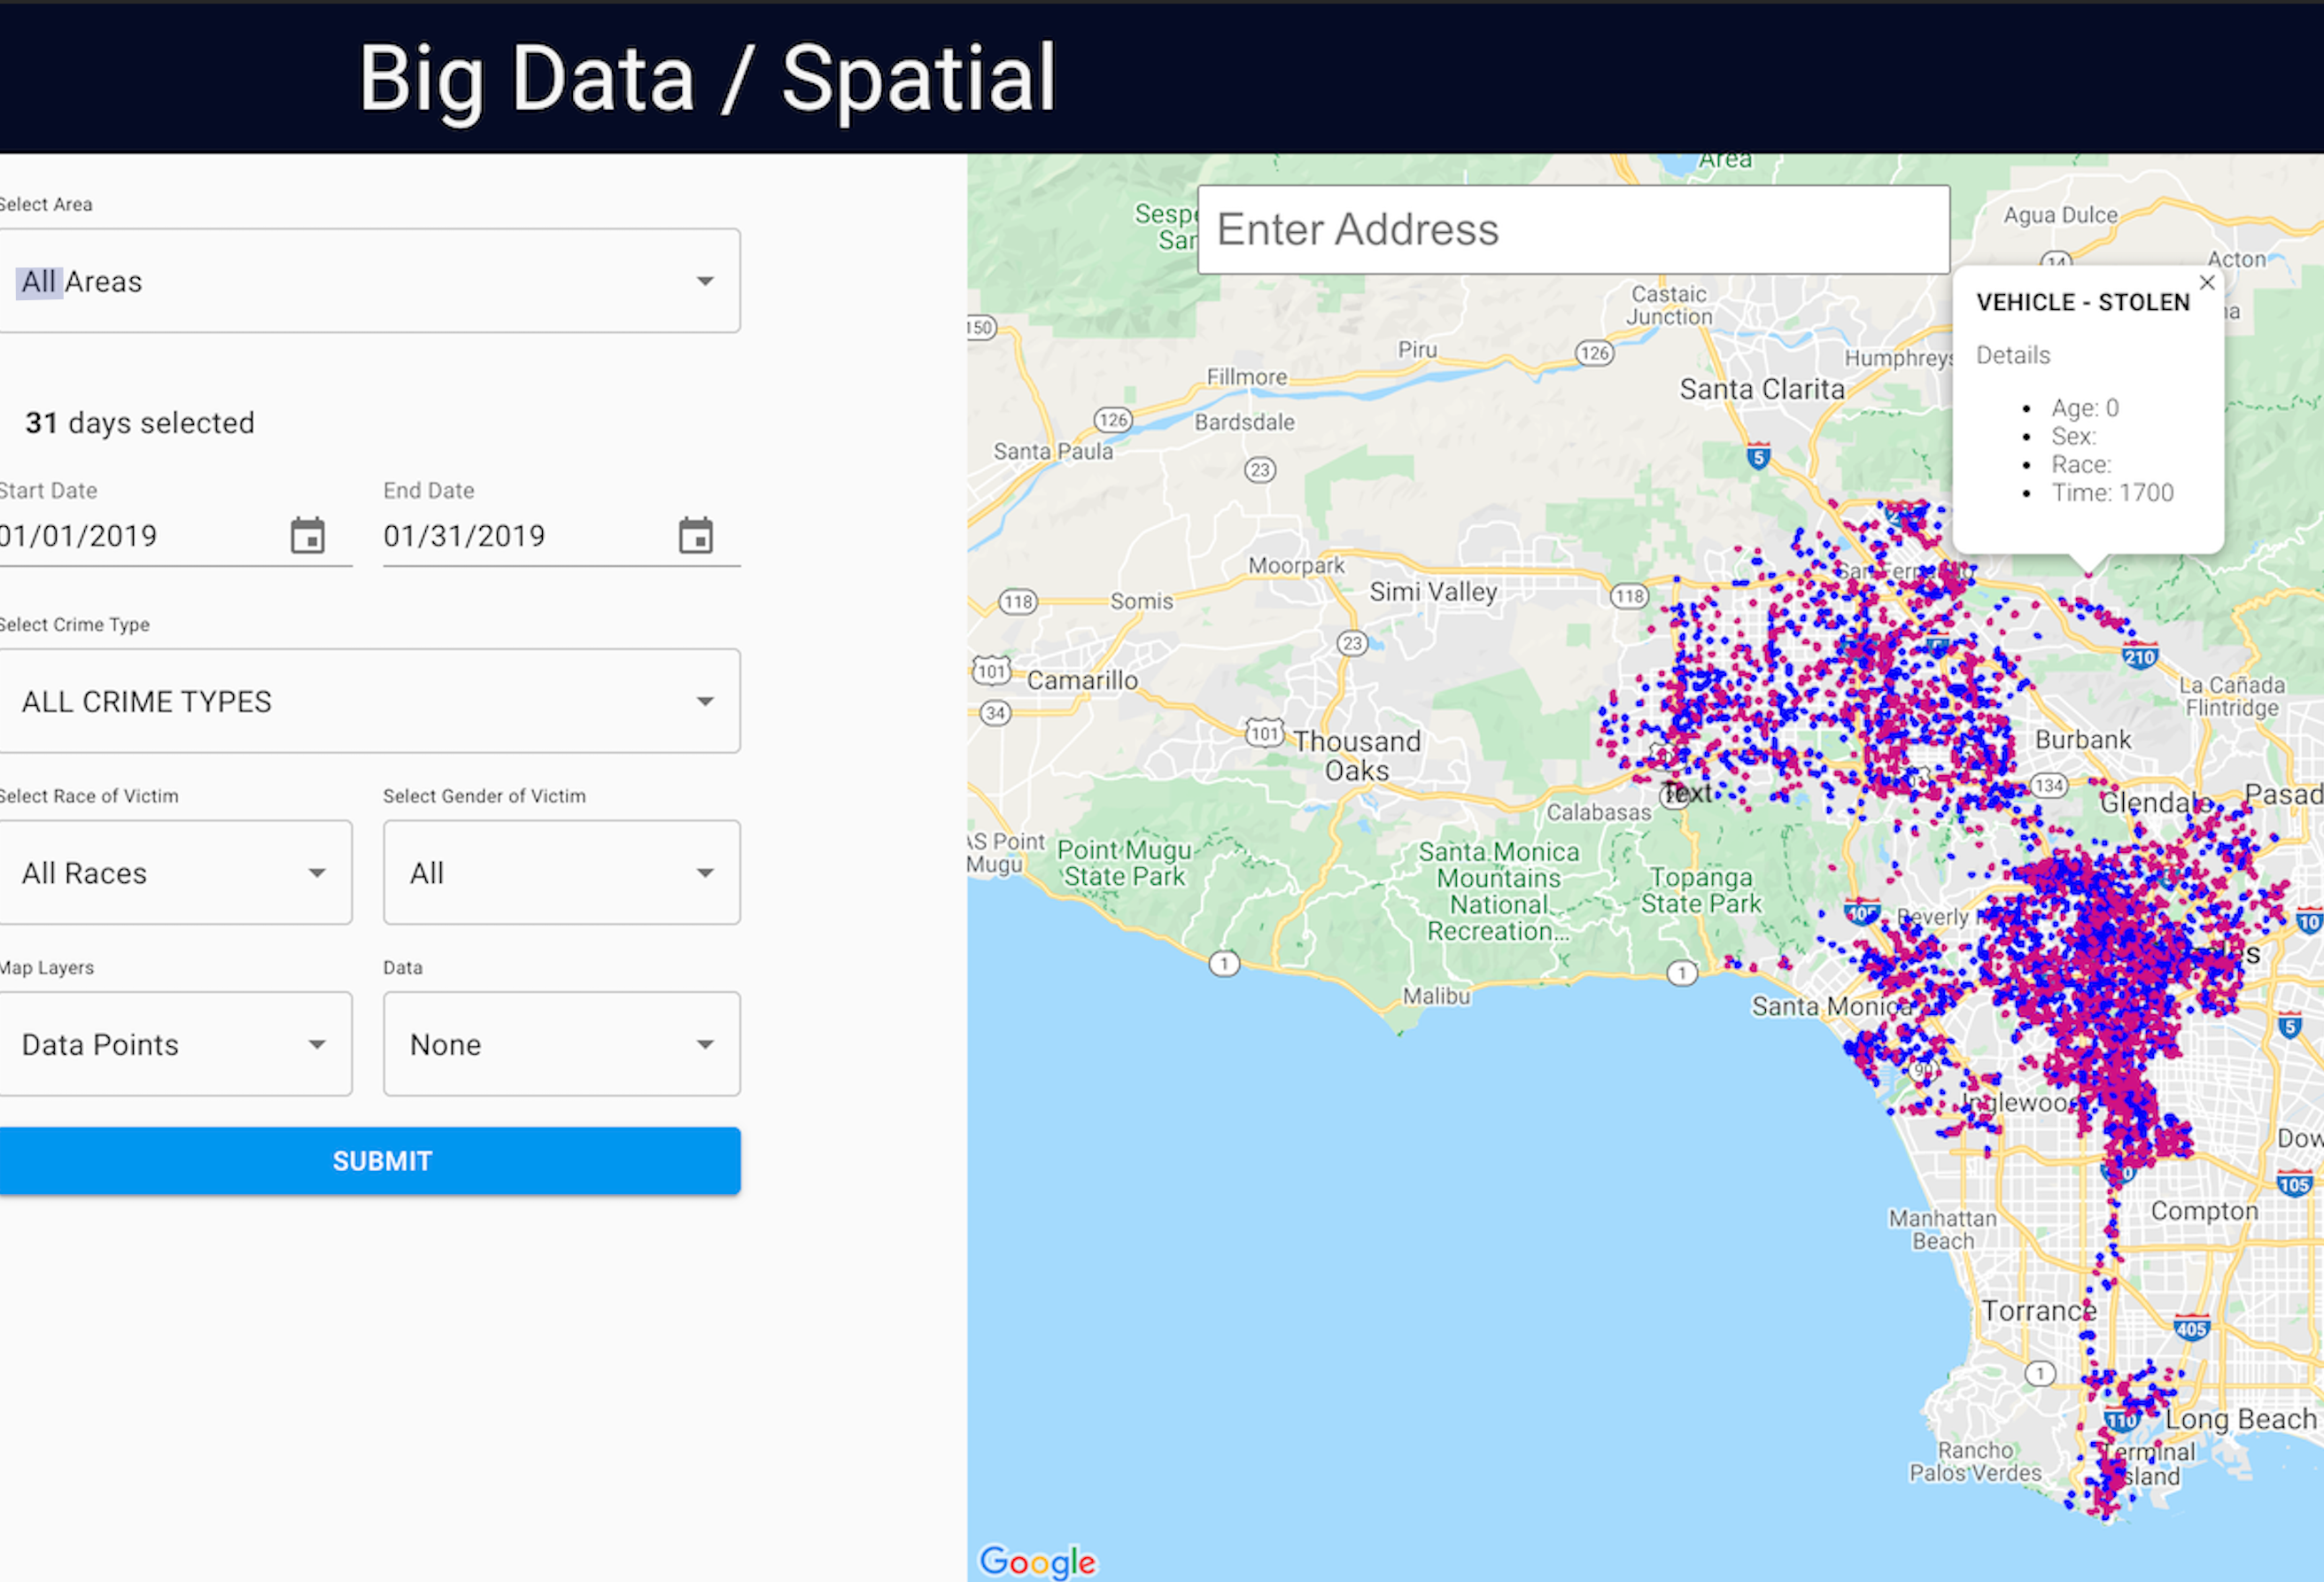 Big Data / Spatial
Select Area
All Areas
31 days selected
Start Date
01/01/2019
End Date
01/31/2019
Select Crime Type
ALL CRIME TYPES
Select Race of Victim
All Races
Select Gender of Victim
All
Map Layers
Data Points
Data
None
SUBMIT
Area
Enter Address
Agua Dulce
14
Acton
VEHICLE - STOLEN
Details
Age: 0
Sex:
Race:
Time: 1700
Castaic
Junction
150
Piru
126
Humphreys
Fillmore
Santa Clarita
126
Bardsdale
Santa Paula
23
5
Moorpark
Simi Valley
118
118
Somis
23
210
101
Camarillo
34
La Cañada
Flintridge
101
Thousand
Oaks
Burbank
134
Text
Calabasas
Glendale
Pasad
AS Point
Mugu
Point Mugu
State Park
Santa Monica
Mountains
National
Recreation...
Topanga
State Park
405
Beverly
10
1
1
Malibu
Santa Monica
5
90
Inglewoo
Dow
105
Compton
Manhattan
Beach
Torrance
405
1
110
Long Beach
Rancho
Palos Verdes
Terminal
Island
Google